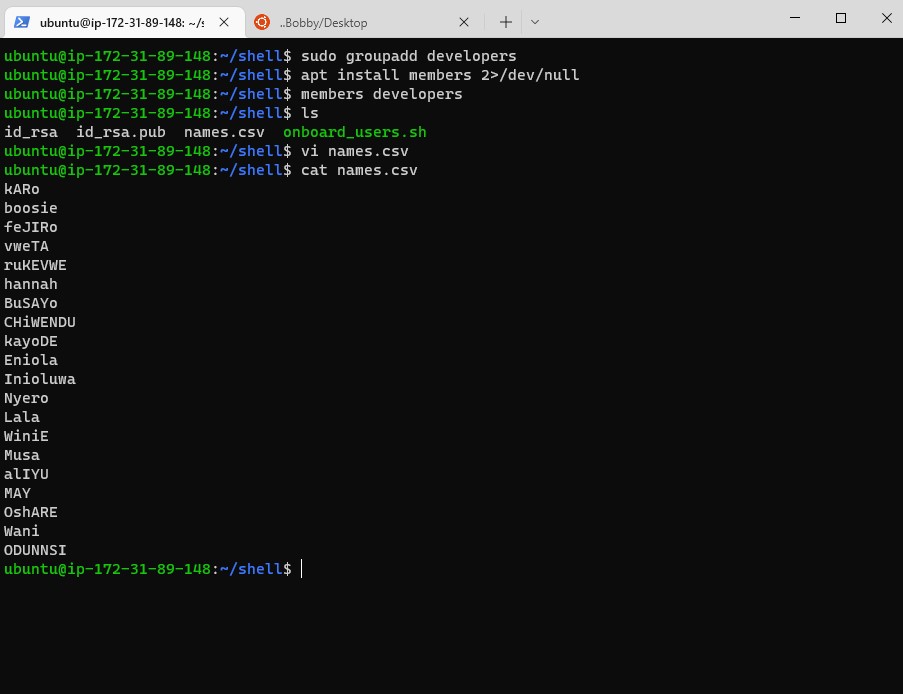 ubuntu@ip-172-31-89-148: ~/s
..Bobby/Desktop
ubuntu@ip-172-31-89-148:~/shell$ sudo groupadd developers
ubuntu@ip-172-31-89-148:~/shell$ apt install members 2>/dev/null
ubuntu@ip-172-31-89-148:~/shell$ members developers
ubuntu@ip-172-31-89-148:~/shell$ ls
id_rsa  id_rsa.pub  names.csv  onboard_users.sh
ubuntu@ip-172-31-89-148:~/shell$ vi names.csv
ubuntu@ip-172-31-89-148:~/shell$ cat names.csv
kARo
boosie
feJIRo
vweTA
ruKEVWE
hannah
BuSAYo
CHiWENDU
kayoDE
Eniola
Inioluwa
Nyero
Lala
WiniE
Musa
alIYU
MAY
OshARE
Wani
ODUNNSI
ubuntu@ip-172-31-89-148:~/shell$